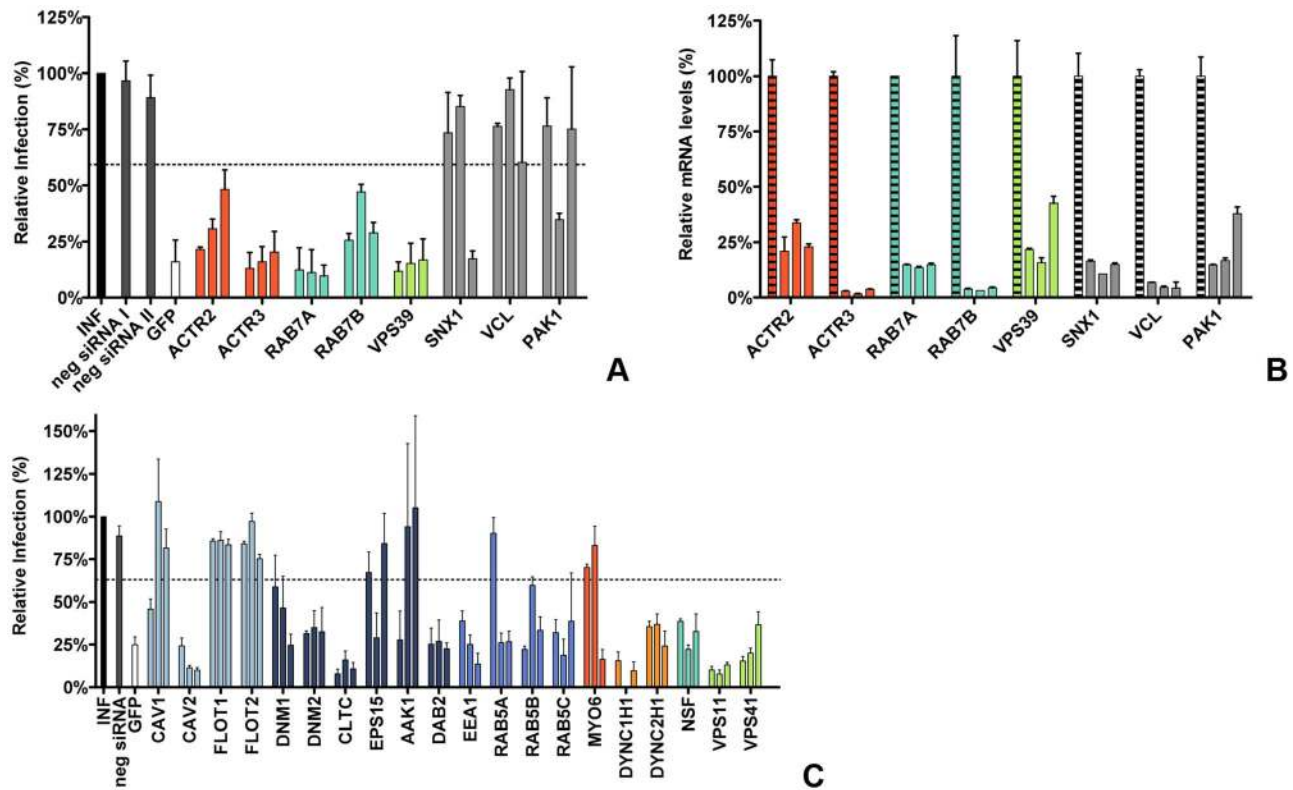 125%
100%
75%
50%
25%
0%
Relative Infection (%)
INF
neg siRNA I
neg siRNA II
GFP
ACTR2
ACTR3
RAB7A
RAB7B
VPS39
SNX1
VCL
PAK1
A
125%
100%
75%
50%
25%
0%
Relative mRNA levels (%)
ACTR2
ACTR3
RAB7A
RAB7B
VPS39
SNX1
VCL
PAK1
B
150%
125%
100%
75%
50%
25%
0%
Relative Infection (%)
INF
neg siRNA
GFP
CAV1
CAV2
FLOT1
FLOT2
DNM1
DNM2
CLTC
EPS15
AAK1
DAB2
EEA1
RAB5A
RAB5B
RAB5C
MYO6
DYNC1H1
DYNC2H1
NSF
VPS11
VPS41
C